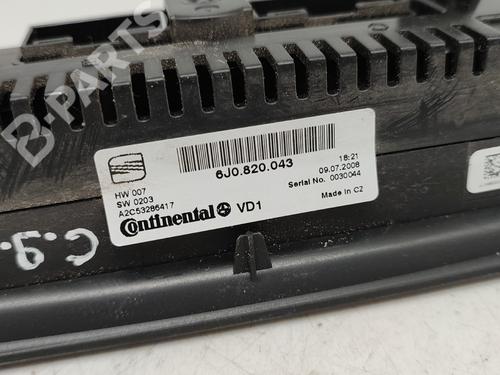 B-PARTS
6J0.820.043
HW 007
SW 0203
A2C53286417
18:21
09.07.2008
Serial No. 0030044
Made in CZ
Continental VD1
C.9.